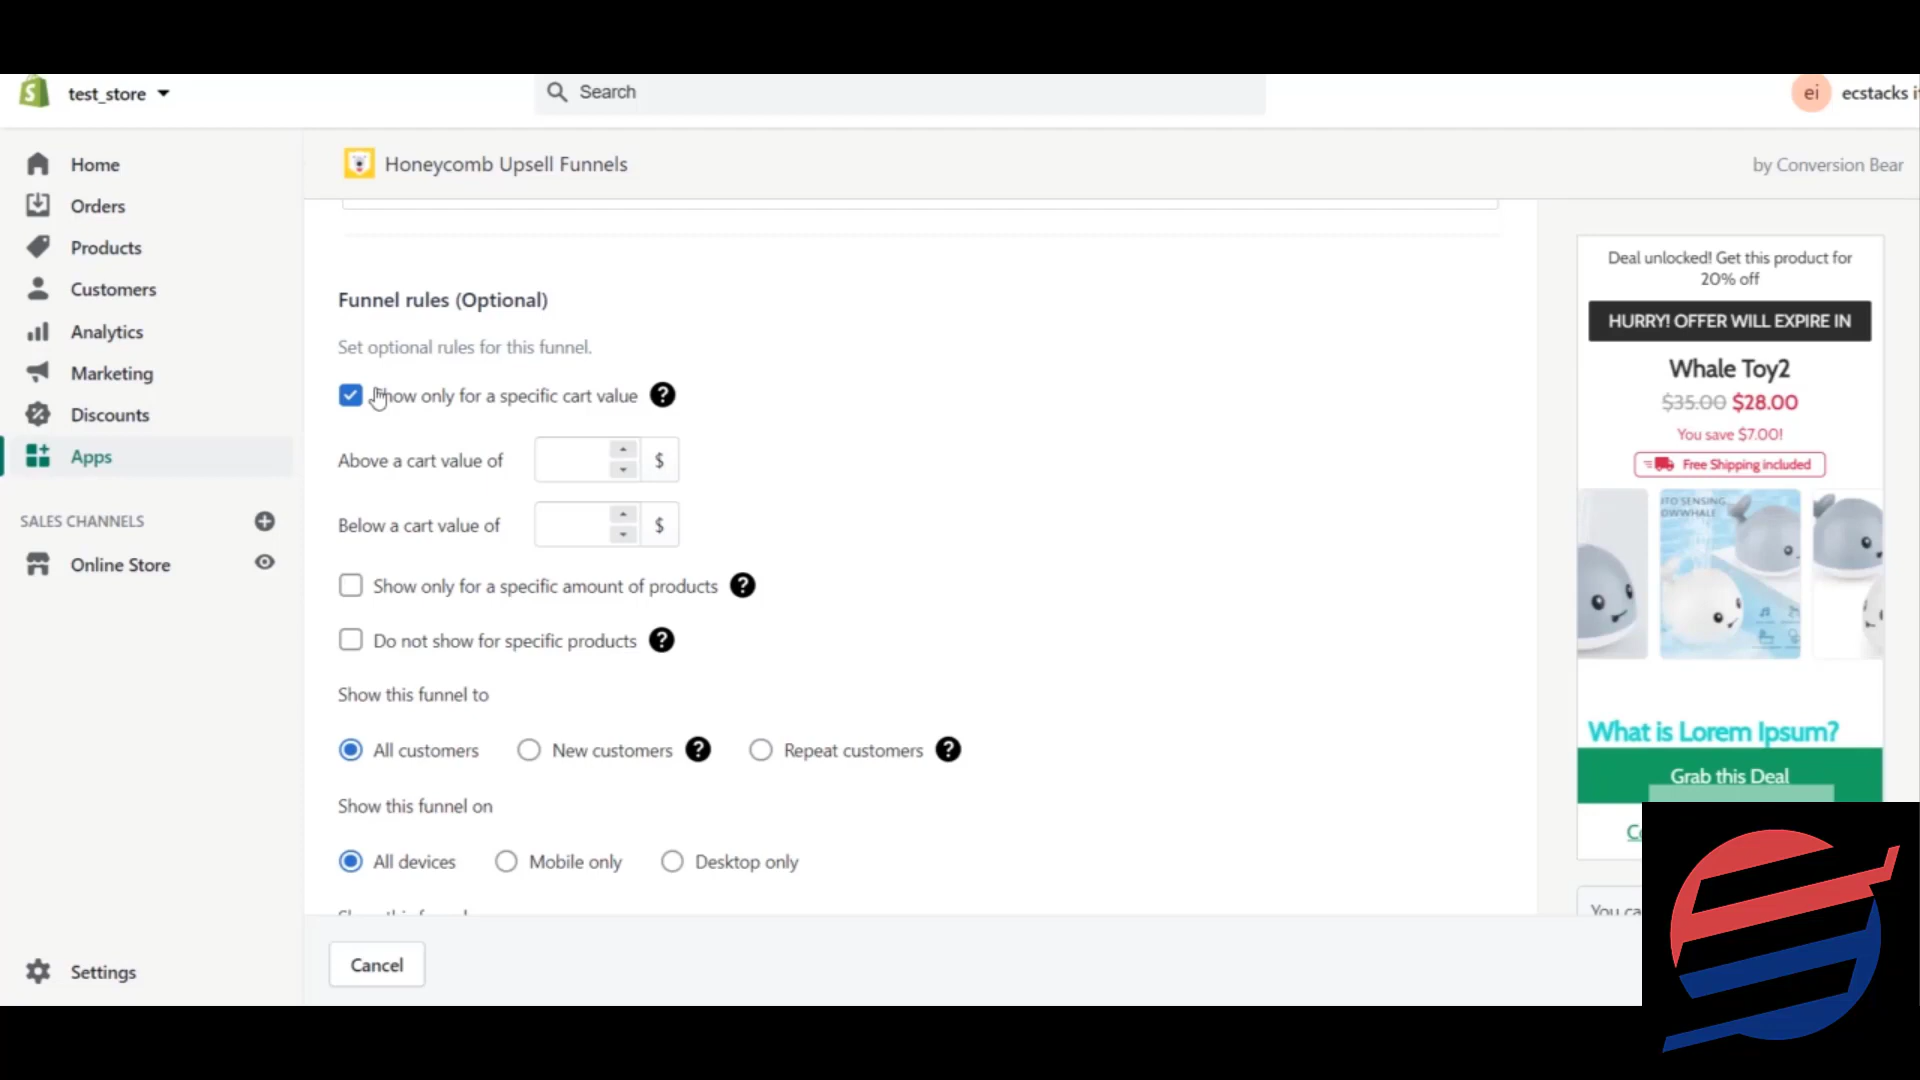 test_store
Search
ei
ecstacks
Home
Orders
Products
Customers
Analytics
Marketing
Discounts
Apps
SALES CHANNELS
Online Store
Settings
Honeycomb Upsell Funnels
by Conversion Bear
Funnel rules (Optional)
Set optional rules for this funnel.
Show only for a specific cart value ?
Above a cart value of $
Below a cart value of $
Show only for a specific amount of products ?
Do not show for specific products ?
Show this funnel to
All customers New customers ? Repeat customers ?
Show this funnel on
All devices Mobile only Desktop only
Cancel
Deal unlocked! Get this product for
20% off
HURRY! OFFER WILL EXPIRE IN
Whale Toy2
$35.00 $28.00
You save $7.00!
Free Shipping included
SENSING
What is Lorem Ipsum?
Grab this Deal
You ca